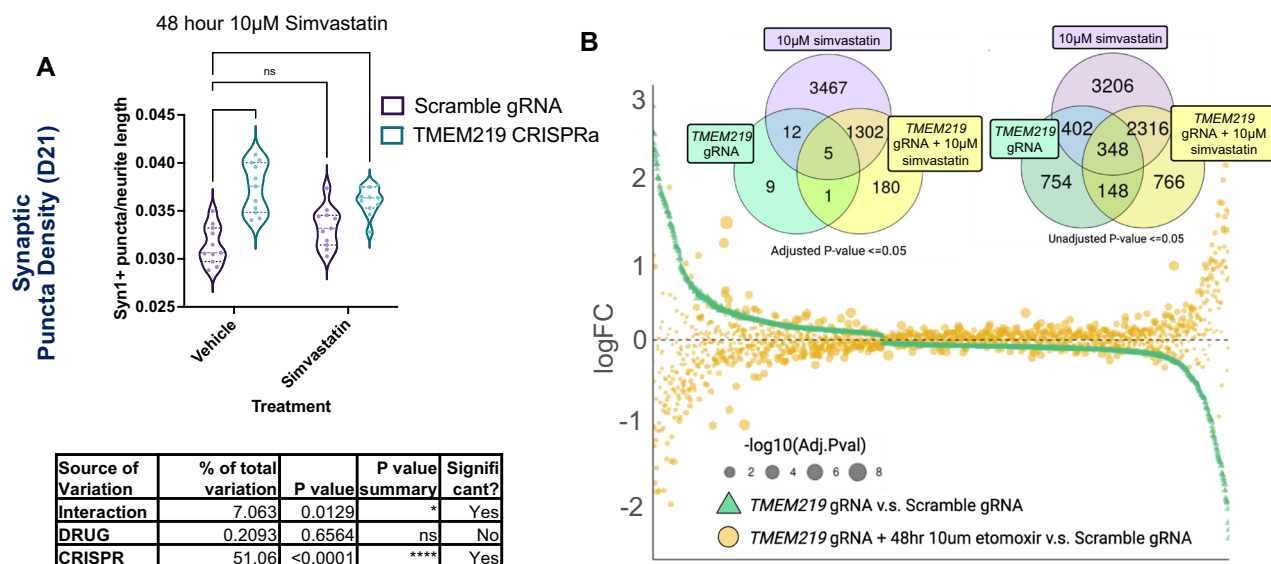 48 hour 10µM Simvastatin
A
ns
Scramble gRNA
TMEM219 CRISPRa
Synaptic
Puncta Density (D21)
Syn1+ puncta/neurite length
0.045
0.040
0.035
0.030
0.025
Vehicle
Simvastatin
Treatment
Source of Variation | % of total variation | P value | P value summary | Signifi cant?
Interaction | 7.063 | 0.0129 | * | Yes
DRUG | 0.2093 | 0.6564 | ns | No
CRISPR | 51.06 | <0.0001 | **** | Yes
B
10µM simvastatin
3467
TMEM219
gRNA
12
1302
TMEM219
gRNA + 10µM
simvastatin
5
9
1
180
Adjusted P-value <=0.05
10µM simvastatin
3206
TMEM219
gRNA
402
2316
TMEM219
gRNA + 10µM
simvastatin
348
754
148
766
Unadjusted P-value <=0.05
logFC
3
2
1
0
-1
-2
-log10(Adj.Pval)
2 4 6 8
TMEM219 gRNA v.s. Scramble gRNA
TMEM219 gRNA + 48hr 10um etomoxir v.s. Scramble gRNA